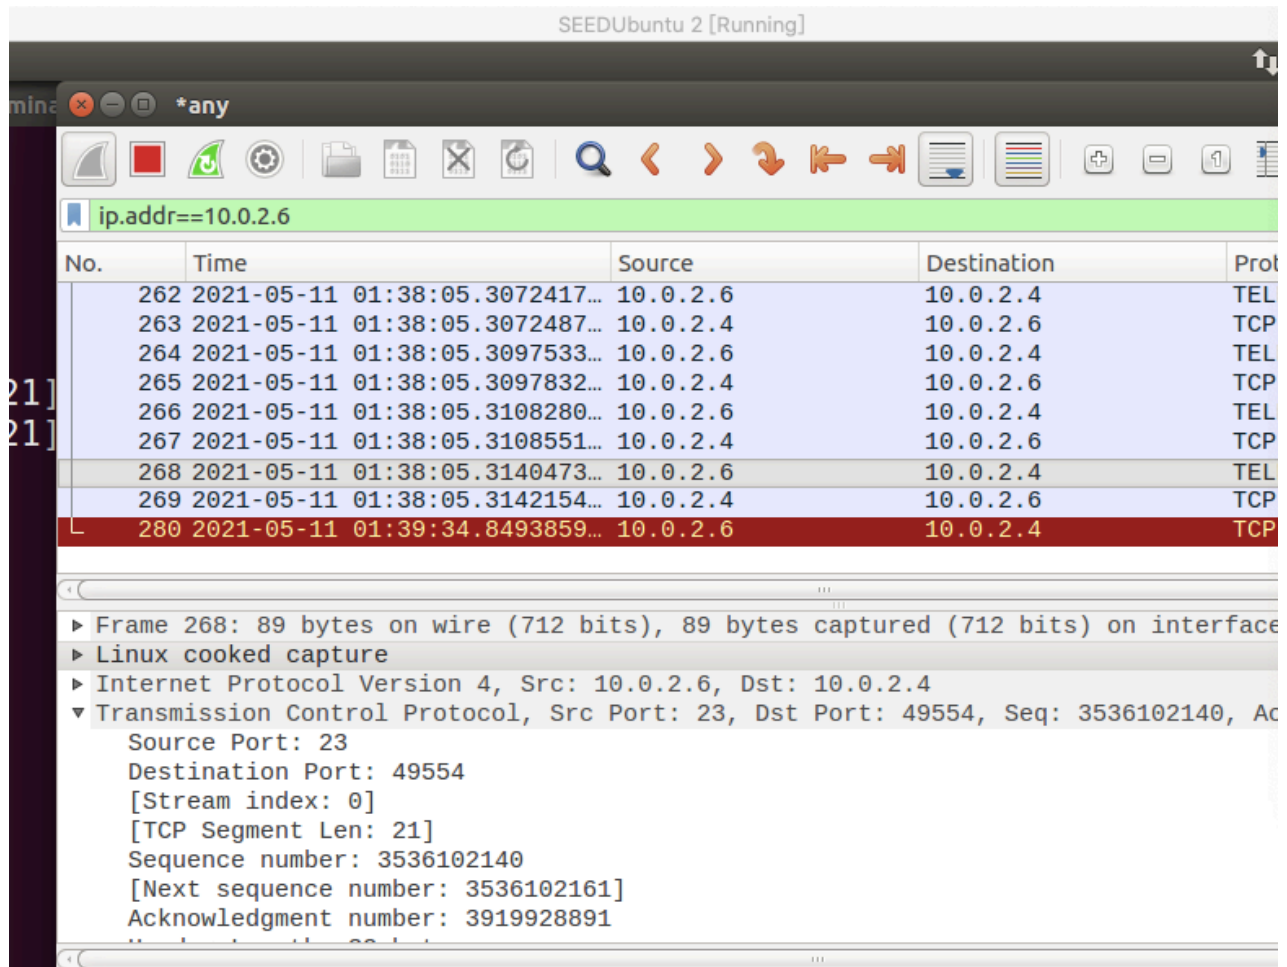 SEEDUbuntu 2 [Running]
*any
ip.addr==10.0.2.6
No. Time Source Destination
262 2021-05-11 01:38:05.3072417… 10.0.2.6 10.0.2.4 TEL
263 2021-05-11 01:38:05.3072487… 10.0.2.4 10.0.2.6 TCP
264 2021-05-11 01:38:05.3097533… 10.0.2.6 10.0.2.4 TEL
265 2021-05-11 01:38:05.3097832… 10.0.2.4 10.0.2.6 TCP
266 2021-05-11 01:38:05.3108280… 10.0.2.6 10.0.2.4 TEL
267 2021-05-11 01:38:05.3108551… 10.0.2.4 10.0.2.6 TCP
268 2021-05-11 01:38:05.3140473… 10.0.2.6 10.0.2.4 TEL
269 2021-05-11 01:38:05.3142154… 10.0.2.4 10.0.2.6 TCP
280 2021-05-11 01:39:34.8493859… 10.0.2.6 10.0.2.4 TCP
21]
21]
Frame 268: 89 bytes on wire (712 bits), 89 bytes captured (712 bits) on interface
Linux cooked capture
Internet Protocol Version 4, Src: 10.0.2.6, Dst: 10.0.2.4
Transmission Control Protocol, Src Port: 23, Dst Port: 49554, Seq: 3536102140, Ac
Source Port: 23
Destination Port: 49554
[Stream index: 0]
[TCP Segment Len: 21]
Sequence number: 3536102140
[Next sequence number: 3536102161]
Acknowledgment number: 3919928891